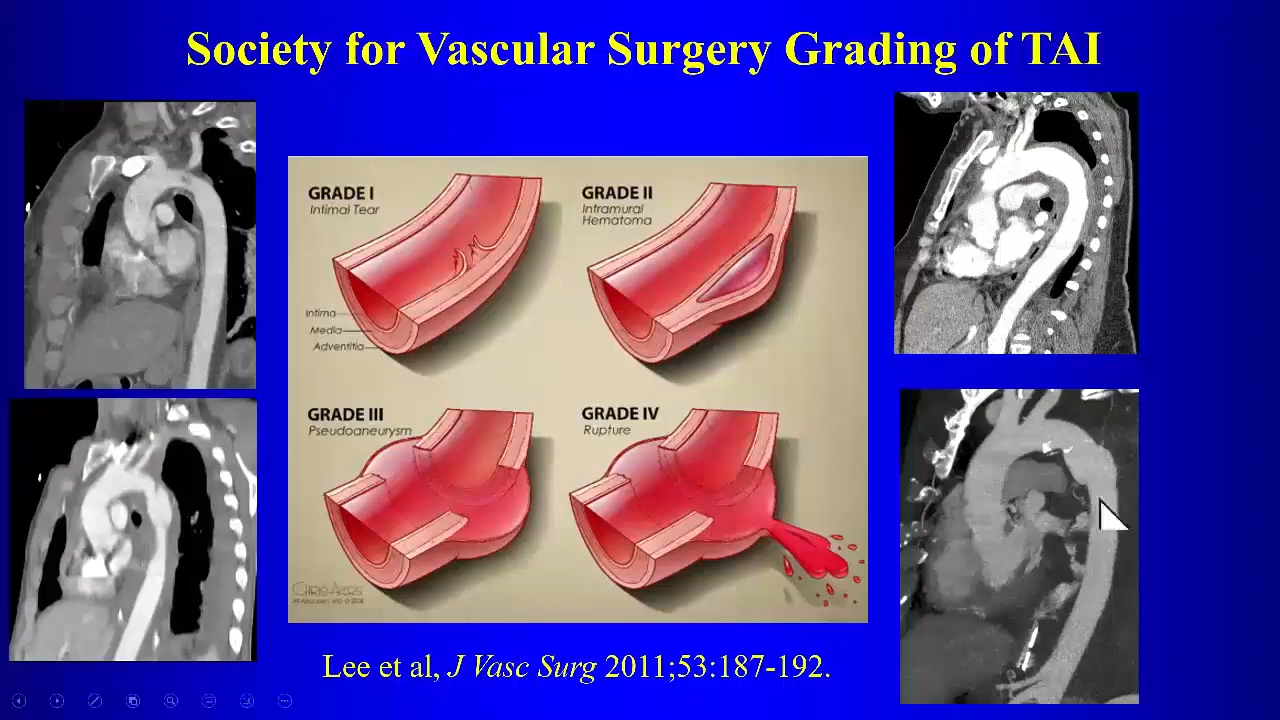 Society for Vascular Surgery Grading of TAI
GRADE I
Intimal Tear
Intima
Media
Adventitia
GRADE II
Intramural
Hematoma
GRADE III
Pseudoaneurysm
GRADE IV
Rupture
Lee et al, J Vasc Surg 2011;53:187-192.